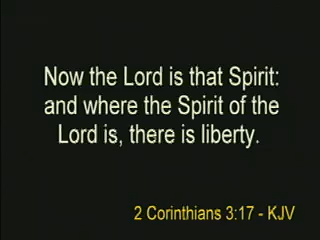 Now the Lord is that Spirit:
and where the Spirit of the
Lord is, there is liberty.
2 Corinthians 3:17 - KJV